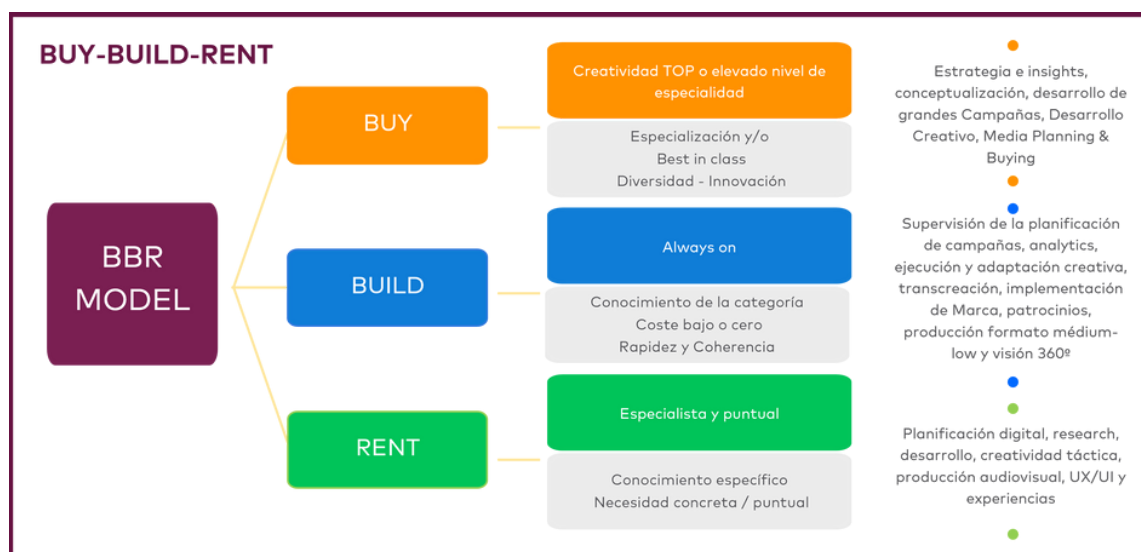 BUY-BUILD-RENT
BBR
MODEL
BUY
Creatividad TOP o elevado nivel de
especialidad
Especialización y/o
Best in class
Diversidad - Innovación
Estrategia e insights,
conceptualización, desarrollo de
grandes Campañas, Desarrollo
Creativo, Media Planning &
Buying
BUILD
Always on
Conocimiento de la categoría
Coste bajo o cero
Rapidez y Coherencia
Supervisión de la planificación
de campañas, analytics,
ejecución y adaptación creativa,
transcreación, implementación
de Marca, patrocinios,
producción formato médium-
low y visión 360º
RENT
Especialista y puntual
Conocimiento específico
Necesidad concreta / puntual
Planificación digital, research,
desarrollo, creatividad táctica,
producción audiovisual, UX/UI y
experiencias